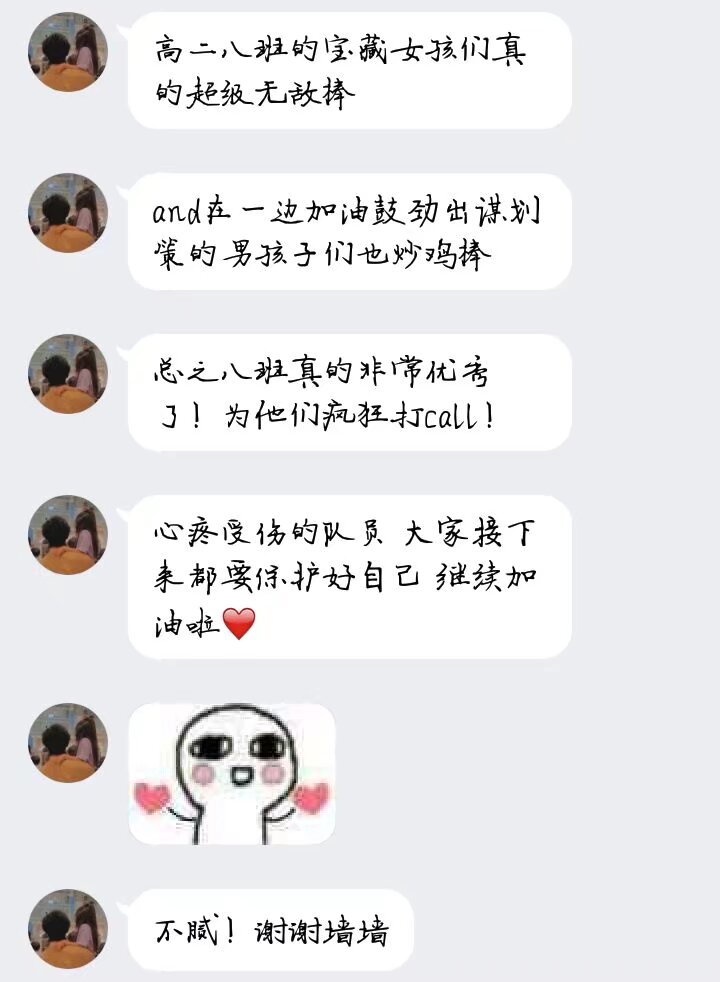 高二八班的宝藏女孩们真
的超级无敌棒
and在一边加油鼓劲出谋划
策的男孩子们也炒鸡棒
总之八班真的非常优秀
了！为他们疯狂打call！
心疼受伤的队员 大家接下
来都要保护好自己 继续加
油啦❤️
不腻！谢谢墙墙